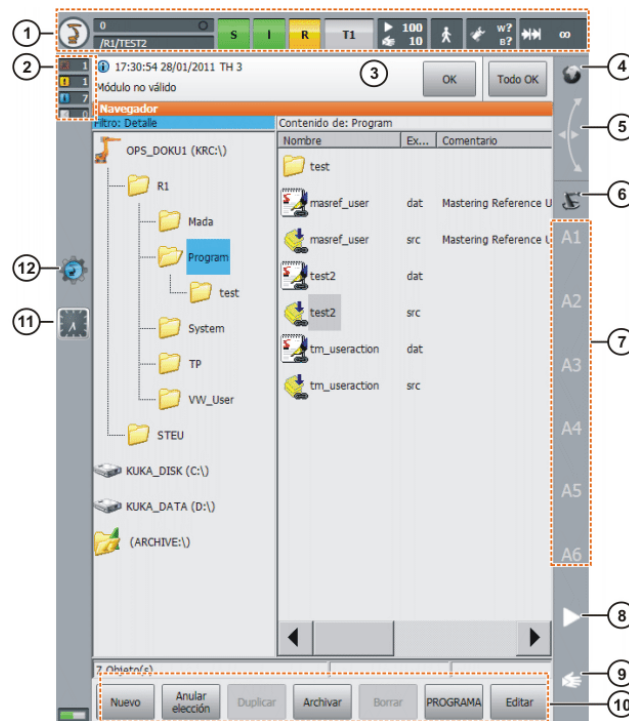 1
0
/R1/TEST2
S
I
R
T1
100
10
W?
B?
∞
2
1
1
7
0
17:30:54 28/01/2011 TH 3
Módulo no válido
3
OK
Todo OK
4
Navegador
Filtro: Detalle
Contenido de: Program
Nombre
Ex...
Comentario
5
OPS_DOKU1 (KRC:\)
R1
Mada
Program
test
System
TP
VW_User
STEU
KUKA_DISK (C:\)
KUKA_DATA (D:\)
(ARCHIVE:\)
test
masref_user dat Mastering Reference U
masref_user src Mastering Reference U
test2 dat
test2 src
tm_useraction dat
tm_useraction src
6
A1
A2
A3
A4
A5
A6
7
12
11
8
9
7 Objeto(s)
Nuevo
Anular
elección
Duplicar
Archivar
Borrar
PROGRAMA
Editar
10